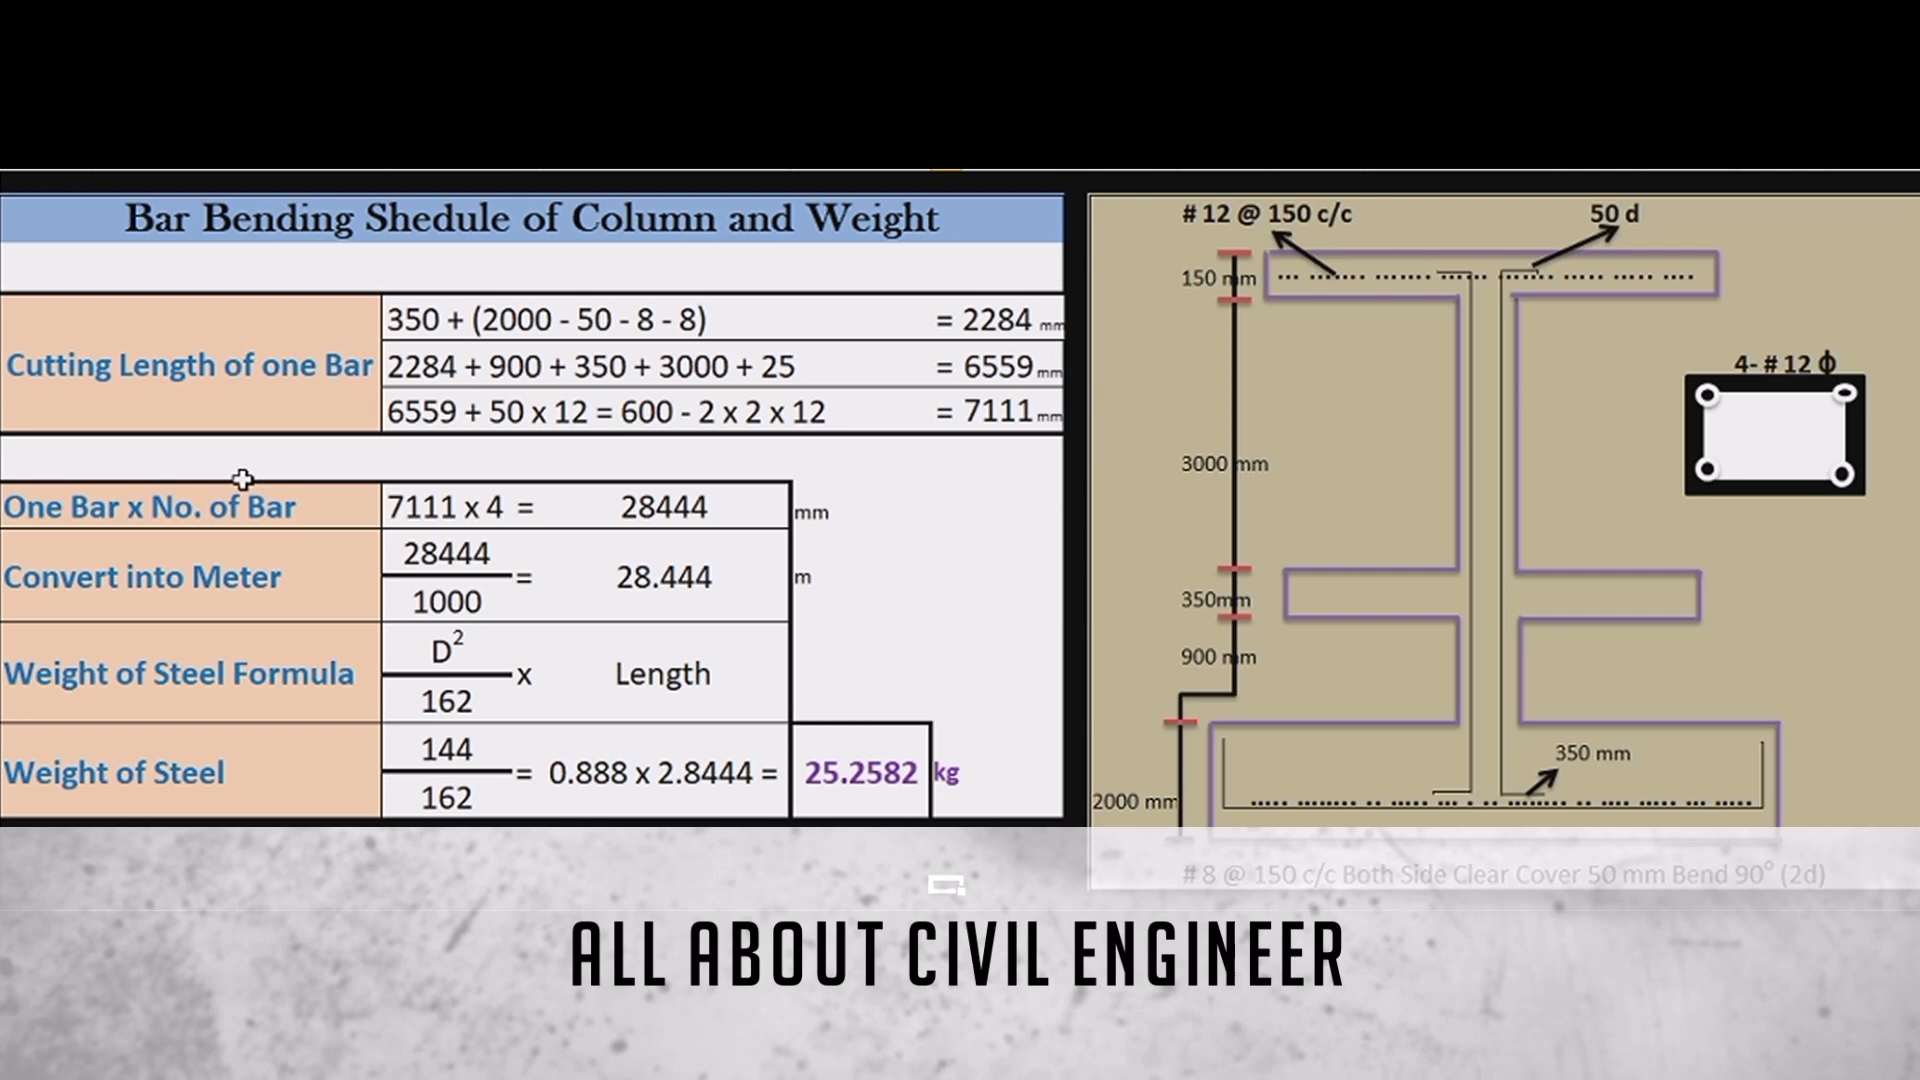 Bar Bending Shedule of Column and Weight
Cutting Length of one Bar
350 + (2000 - 50 - 8 - 8) = 2284 mm
2284 + 900 + 350 + 3000 + 25 = 6559 mm
6559 + 50 x 12 = 600 - 2 x 2 x 12 = 7111 mm
One Bar x No. of Bar 7111 x 4 = 28444 mm
Convert into Meter 28444 / 1000 = 28.444 m
Weight of Steel Formula D² / 162 x Length
Weight of Steel 144 / 162 = 0.888 x 2.8444 = 25.2582 kg
# 12 @ 150 c/c
50 d
150 mm
4- # 12 ϕ
3000 mm
350mm
900 mm
350 mm
2000 mm
# 8 @ 150 c/c Both Side Clear Cover 50 mm Bend 90° (2d)
ALL ABOUT CIVIL ENGINEER